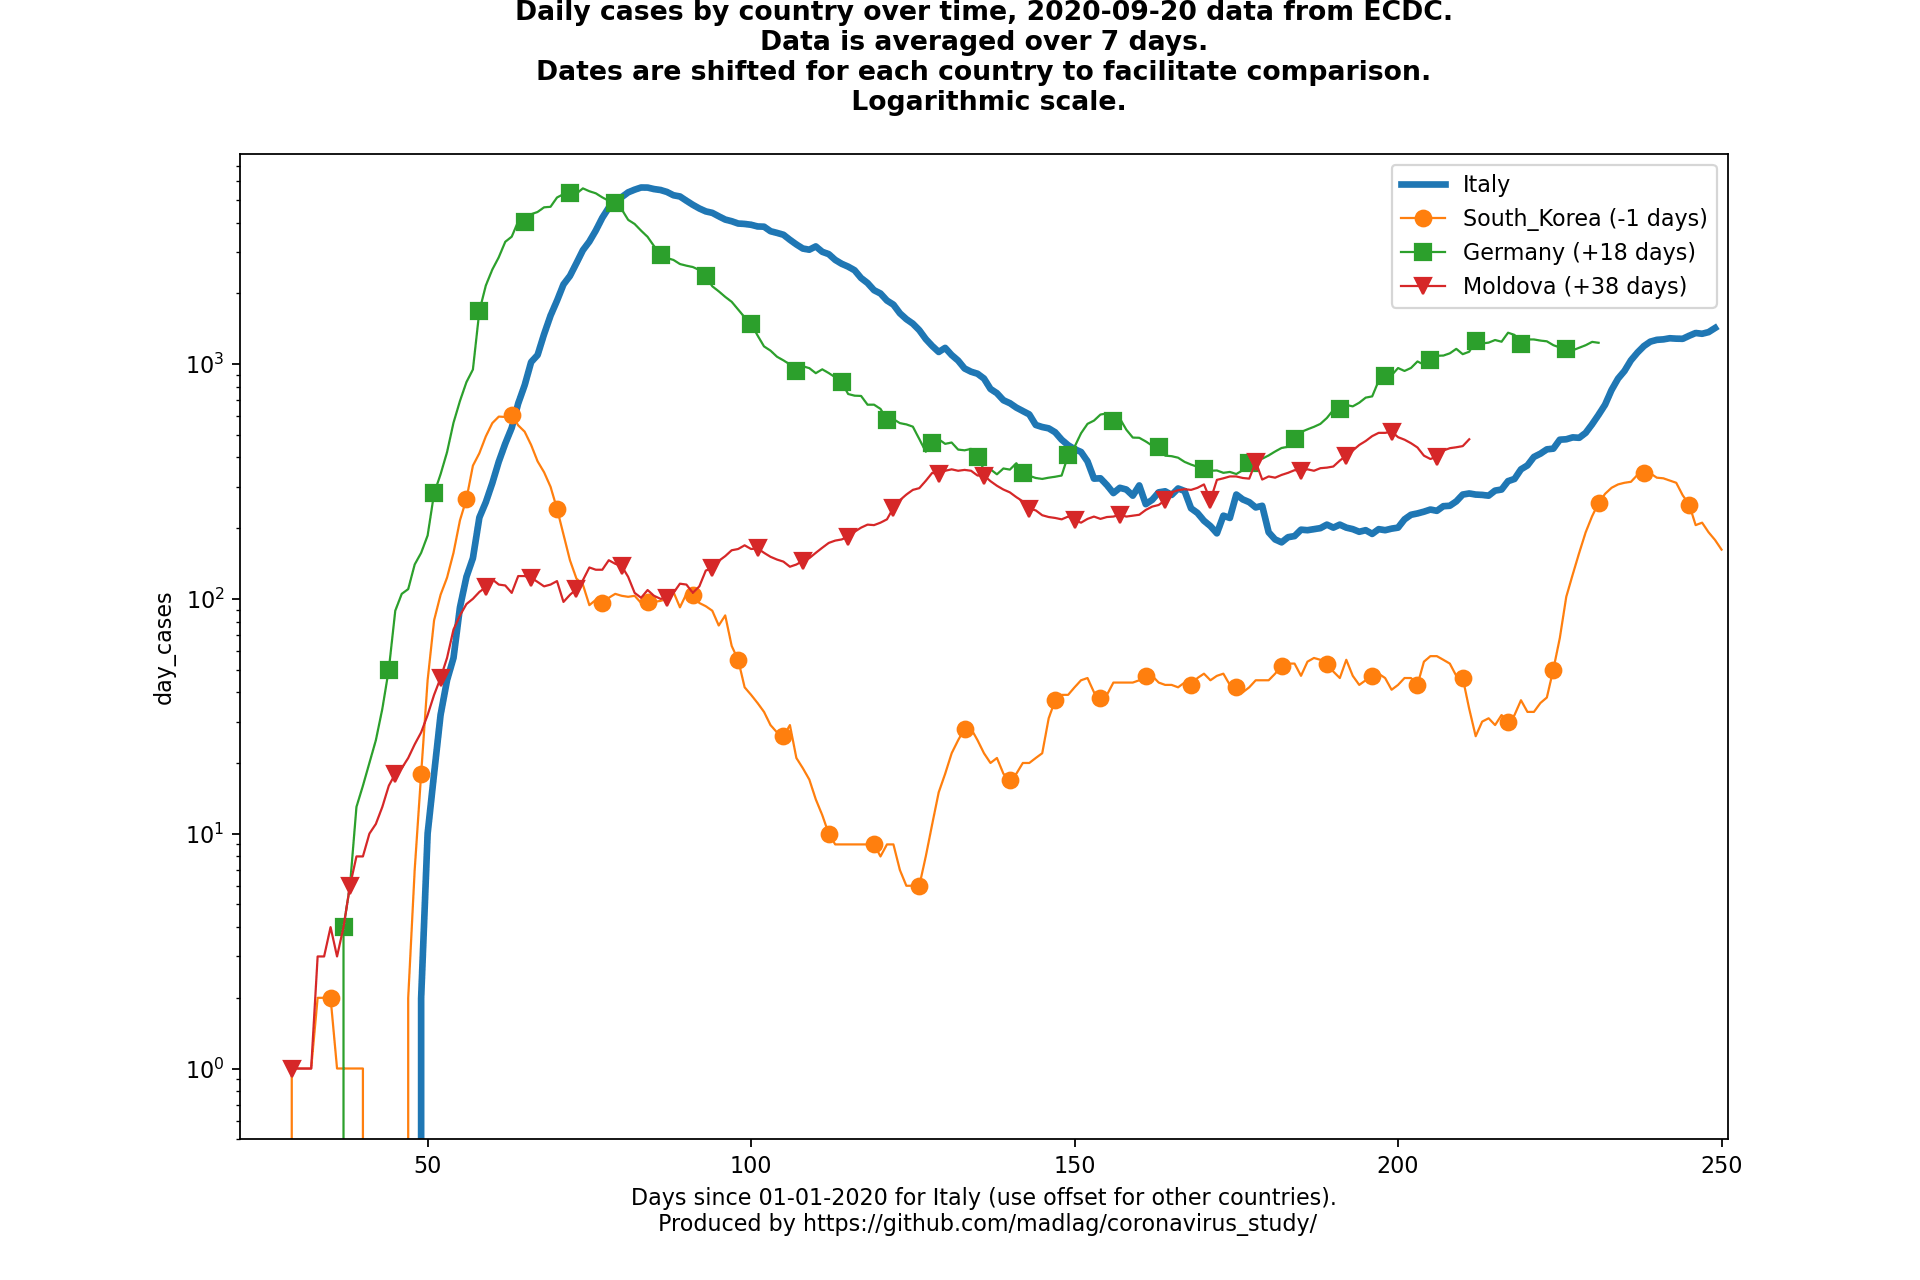 Daily cases by country over time, 2020-09-20 data from ECDC.
Data is averaged over 7 days.
Dates are shifted for each country to facilitate comparison.
Logarithmic scale.
Italy
South_Korea (-1 days)
Germany (+18 days)
Moldova (+38 days)
day_cases
10³
10²
10¹
10⁰
50
100
150
200
250
Days since 01-01-2020 for Italy (use offset for other countries).
Produced by https://github.com/madlag/coronavirus_study/